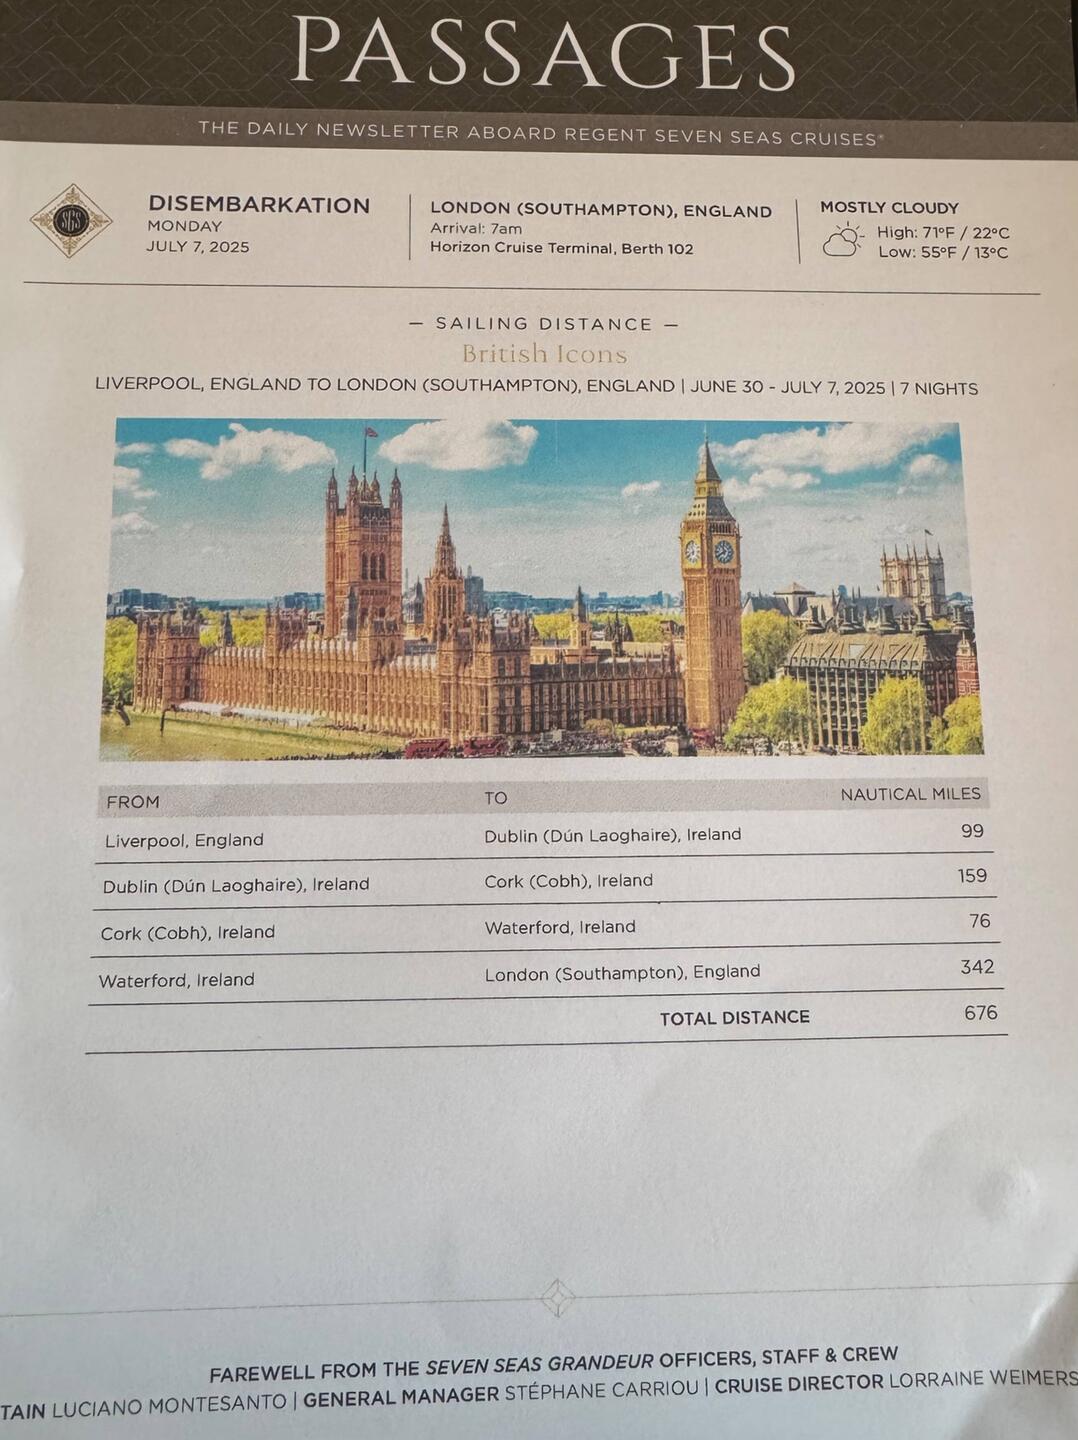 PASSAGES
THE DAILY NEWSLETTER ABOARD REGENT SEVEN SEAS CRUISES®
SGS
DISEMBARKATION
MONDAY
JULY 7, 2025
LONDON (SOUTHAMPTON), ENGLAND
Arrival: 7am
Horizon Cruise Terminal, Berth 102
MOSTLY CLOUDY
High: 71°F / 22°C
Low: 55°F / 13°C
— SAILING DISTANCE —
British Icons
LIVERPOOL, ENGLAND TO LONDON (SOUTHAMPTON), ENGLAND | JUNE 30 - JULY 7, 2025 | 7 NIGHTS
FROM TO NAUTICAL MILES
Liverpool, England Dublin (Dún Laoghaire), Ireland 99
Dublin (Dún Laoghaire), Ireland Cork (Cobh), Ireland 159
Cork (Cobh), Ireland Waterford, Ireland 76
Waterford, Ireland London (Southampton), England 342
TOTAL DISTANCE 676
FAREWELL FROM THE SEVEN SEAS GRANDEUR OFFICERS, STAFF & CREW
TAIN LUCIANO MONTESANTO | GENERAL MANAGER STÉPHANE CARRIOU | CRUISE DIRECTOR LORRAINE WEIMERS